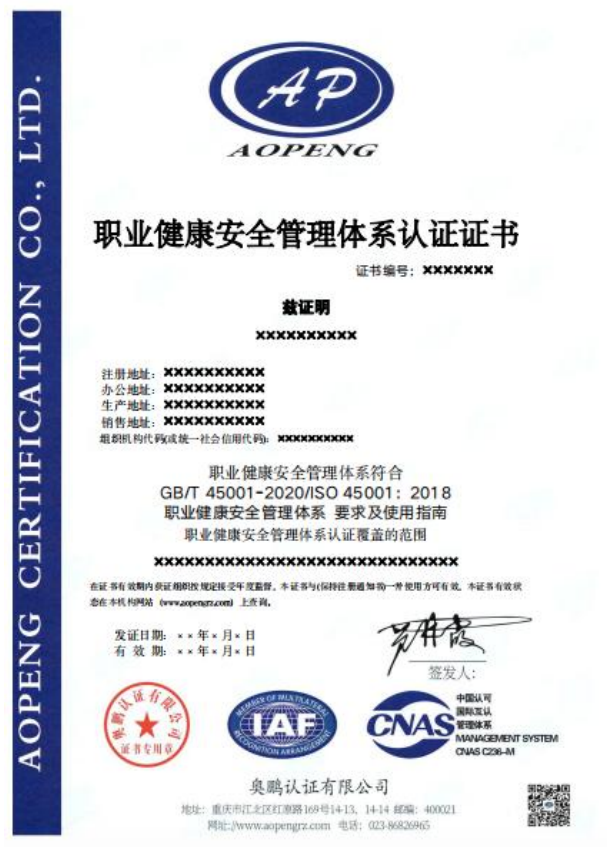 AOPENG CERTIFICATION CO., LTD.
AP
AOPENG
职业健康安全管理体系认证证书
证书编号：×××××××
兹证明
××××××××××
注册地址：××××××××××
办公地址：××××××××××
生产地址：××××××××××
销售地址：××××××××××
组织机构代码(或统一社会信用代码)：××××××××××
职业健康安全管理体系符合
GB/T 45001-2020/ISO 45001：2018
职业健康安全管理体系 要求及使用指南
职业健康安全管理体系认证覆盖的范围
××××××××××××××××××××××××××××××
在证书有效期内获证组织按规定接受年度监督。本证书与(保持注册通知书)一并使用方可有效。本证书有效状
态在本机构网站 (www.aopengrz.com) 上查询。
发证日期：××年×月×日
有 效 期：××年×月×日
签发人：
奥鹏认证有限公司
证书专用章
MEMBER OF MULTILATERAL
IAF
RECOGNITION ARRANGEMENT
CNAS
中国认可
国际互认
管理体系
MANAGEMENT SYSTEM
CNAS C236-M
奥鹏认证有限公司
地址：重庆市江北区红原路169号14-13、14-14 邮编：400021
网址://www.aopengrz.com 电话：023-86826965